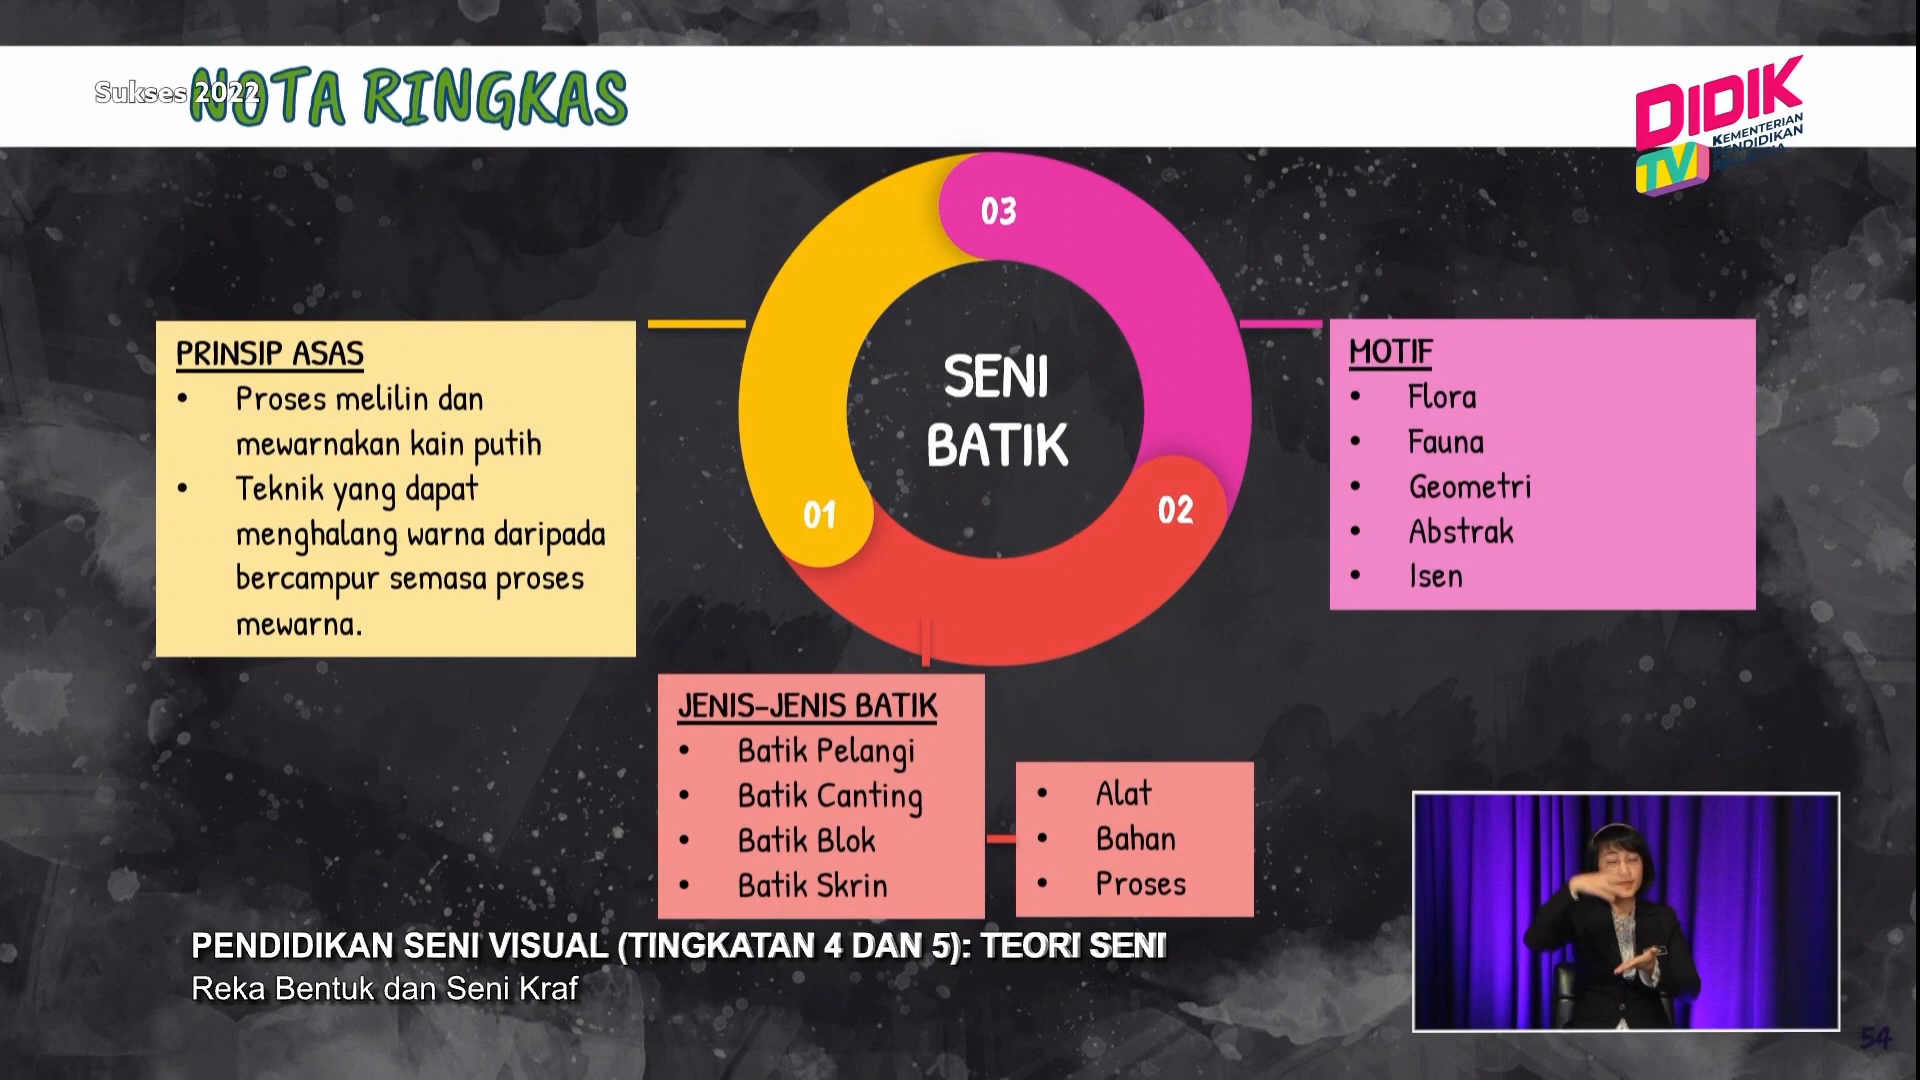 Sukses 2022
NOTA RINGKAS
DIDIK
TV
KEMENTERIAN
PENDIDIKAN
03
SENI
BATIK
01
02
PRINSIP ASAS
• Proses melilin dan
mewarnakan kain putih
• Teknik yang dapat
menghalang warna daripada
bercampur semasa proses
mewarna.
MOTIF
• Flora
• Fauna
• Geometri
• Abstrak
• Isen
JENIS-JENIS BATIK
• Batik Pelangi
• Batik Canting
• Batik Blok
• Batik Skrin
• Alat
• Bahan
• Proses
PENDIDIKAN SENI VISUAL (TINGKATAN 4 DAN 5): TEORI SENI
Reka Bentuk dan Seni Kraf
54